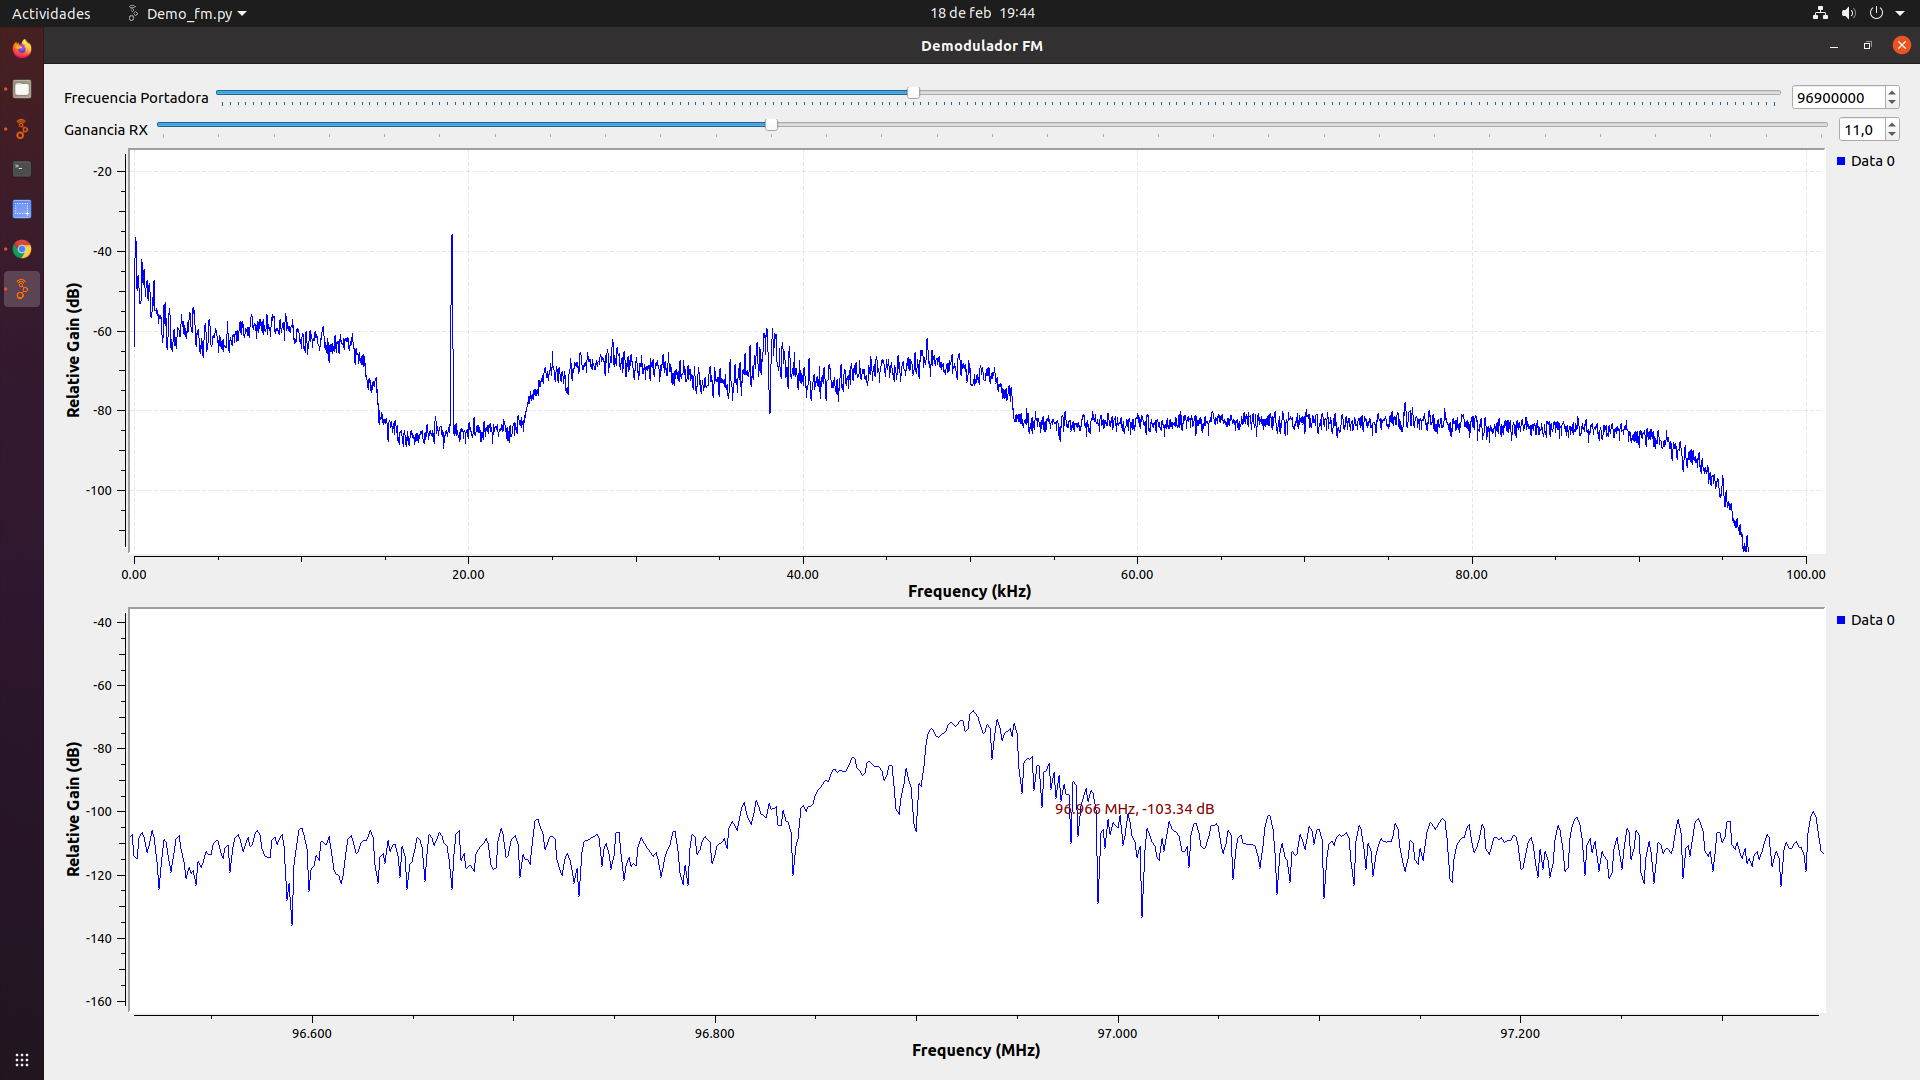 Actividades Demo_fm.py 18 de feb 19:44
Demodulador FM
Frecuencia Portadora 96900000
Ganancia RX 11,0
Data 0
-20
-40
-60
-80
-100
Relative Gain (dB)
0.00 20.00 40.00 60.00 80.00 100.00
Frequency (kHz)
Data 0
-40
-60
-80
-100
-120
-140
-160
Relative Gain (dB)
96.966 MHz, -103.34 dB
96.600 96.800 97.000 97.200
Frequency (MHz)